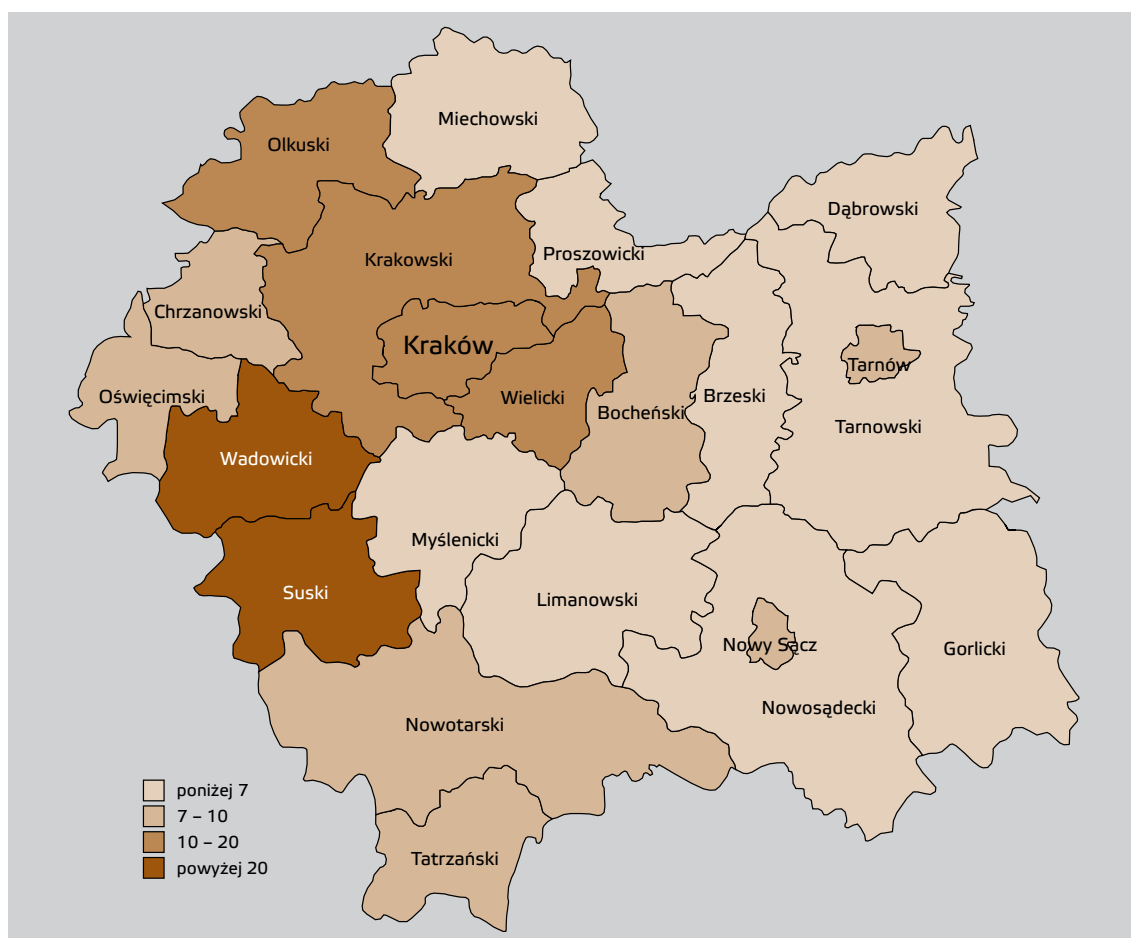 Miechowski
Olkuski
Dąbrowski
Proszowicki
Krakowski
Chrzanowski
Kraków
Tarnów
Oświęcimski
Wielicki
Bocheński
Brzeski
Tarnowski
Wadowicki
Myślenicki
Suski
Limanowski
Nowy Sącz
Gorlicki
Nowosądecki
Nowotarski
Tatrzański
poniżej 7
7 – 10
10 – 20
powyżej 20